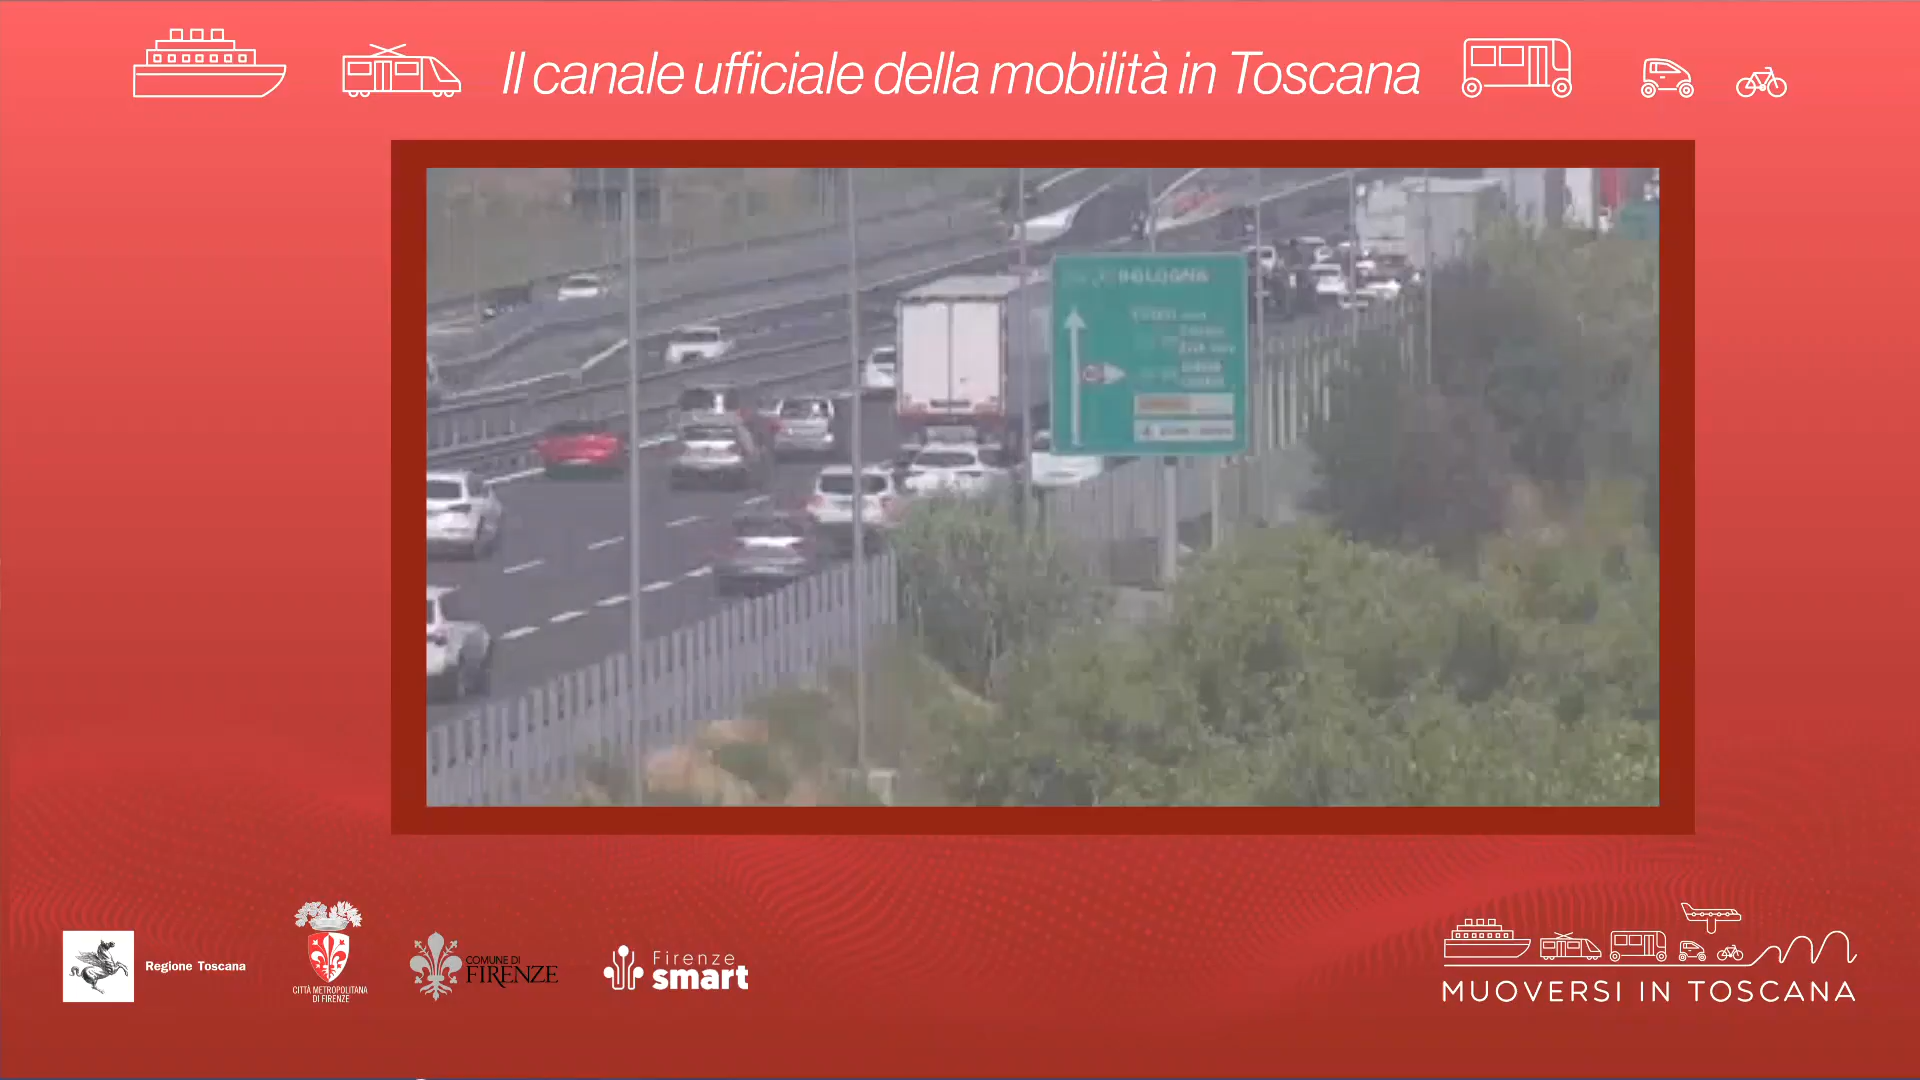 Il canale ufficiale della mobilità in Toscana
BOLOGNA
Regione Toscana
CITTÀ METROPOLITANA
DI FIRENZE
COMUNE DI
FIRENZE
Firenze
smart
MUOVERSI IN TOSCANA